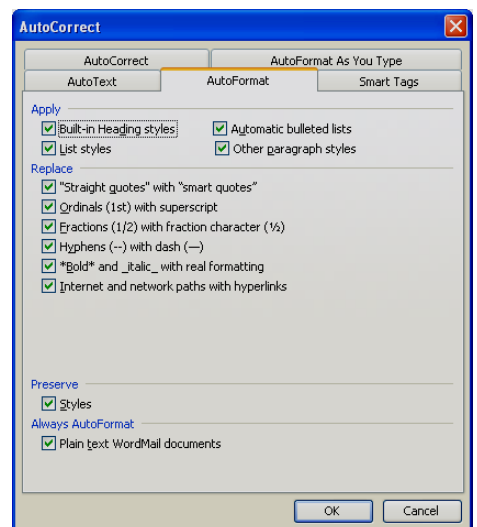 AutoCorrect
AutoCorrect AutoFormat As You Type
AutoText AutoFormat Smart Tags
Apply
Built-in Heading styles Automatic bulleted lists
List styles Other paragraph styles
Replace
"Straight quotes" with “smart quotes”
Ordinals (1st) with superscript
Fractions (1/2) with fraction character (½)
Hyphens (--) with dash (—)
*Bold* and _italic_ with real formatting
Internet and network paths with hyperlinks
Preserve
Styles
Always AutoFormat
Plain text WordMail documents
OK Cancel